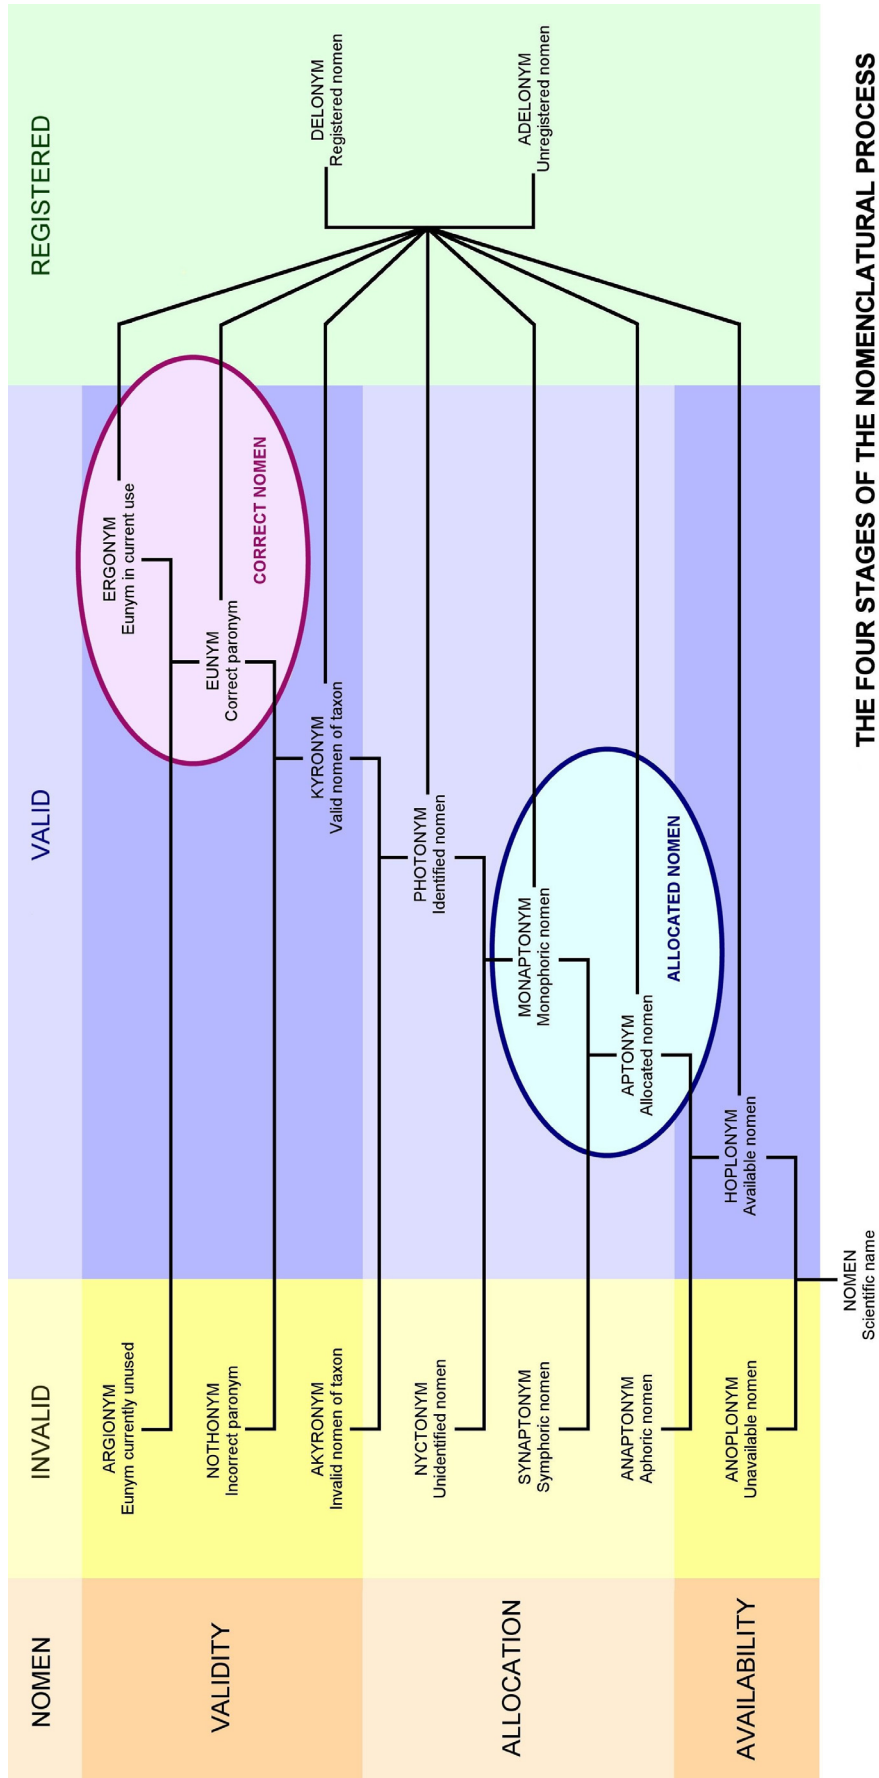 NOMEN
INVALID
VALID
REGISTERED
VALIDITY
ARGIONYM
Eunym currently unused
ERGONYM
Eunym in current use
NOTHONYM
Incorrect paronym
EUNYM
Correct paronym
CORRECT NOMEN
AKYRONYM
Invalid nomen of taxon
KYRONYM
Valid nomen of taxon
DELONYM
Registered nomen
ALLOCATION
NYCTONYM
Unidentified nomen
PHOTONYM
Identified nomen
SYNAPTONYM
Symphoric nomen
MONAPTONYM
Monophoric nomen
ADELONYM
Unregistered nomen
ANAPTONYM
Aphoric nomen
APTONYM
Allocated nomen
ALLOCATED NOMEN
AVAILABILITY
ANOPLONYM
Unavailable nomen
HOPLONYM
Available nomen
NOMEN
Scientific name
THE FOUR STAGES OF THE NOMENCLATURAL PROCESS